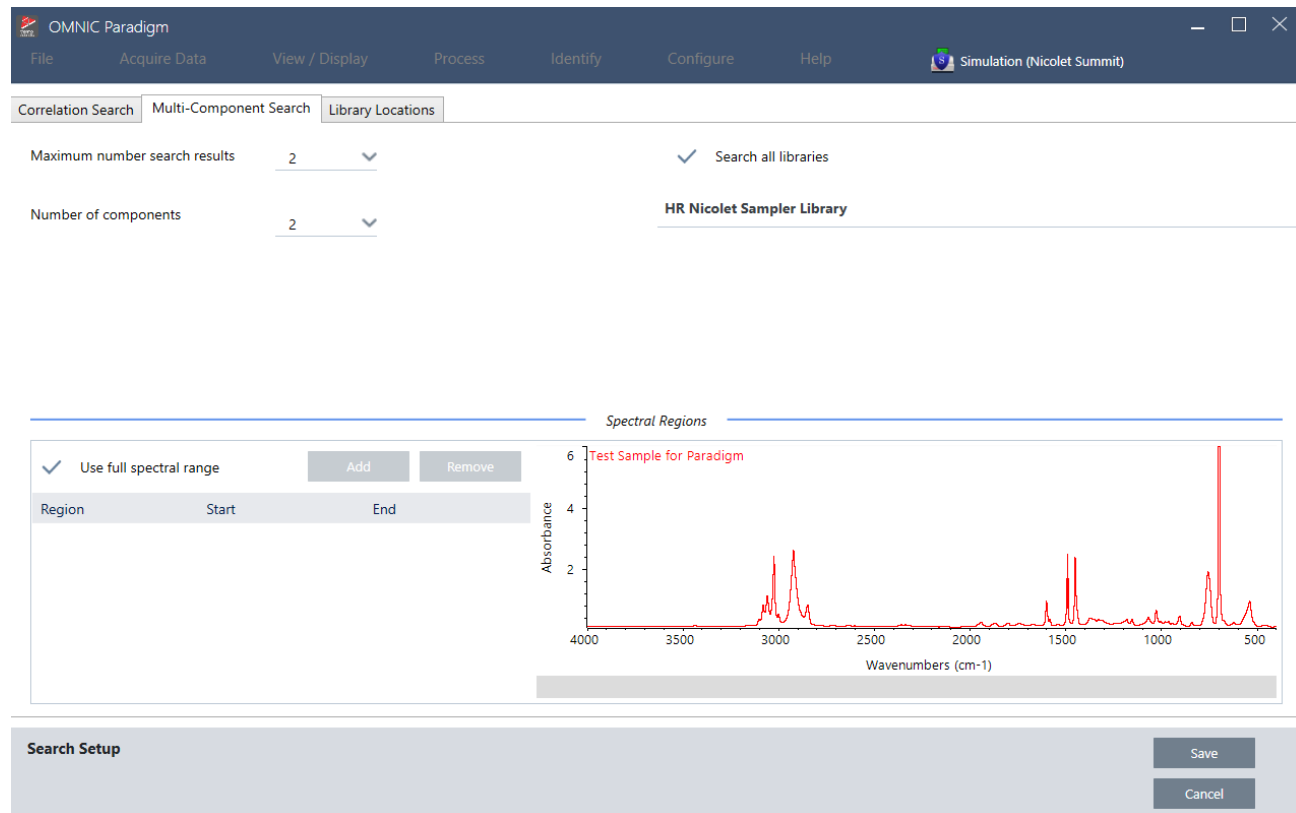 OMNIC Paradigm
File Acquire Data View / Display Process Identify Configure Help Simulation (Nicolet Summit)
Correlation Search Multi-Component Search Library Locations
Maximum number search results 2 Search all libraries
Number of components 2 HR Nicolet Sampler Library
Spectral Regions
Use full spectral range Add Remove
Region Start End
Test Sample for Paradigm
Absorbance
6
4
2
4000 3500 3000 2500 2000 1500 1000 500
Wavenumbers (cm-1)
Search Setup
Save
Cancel